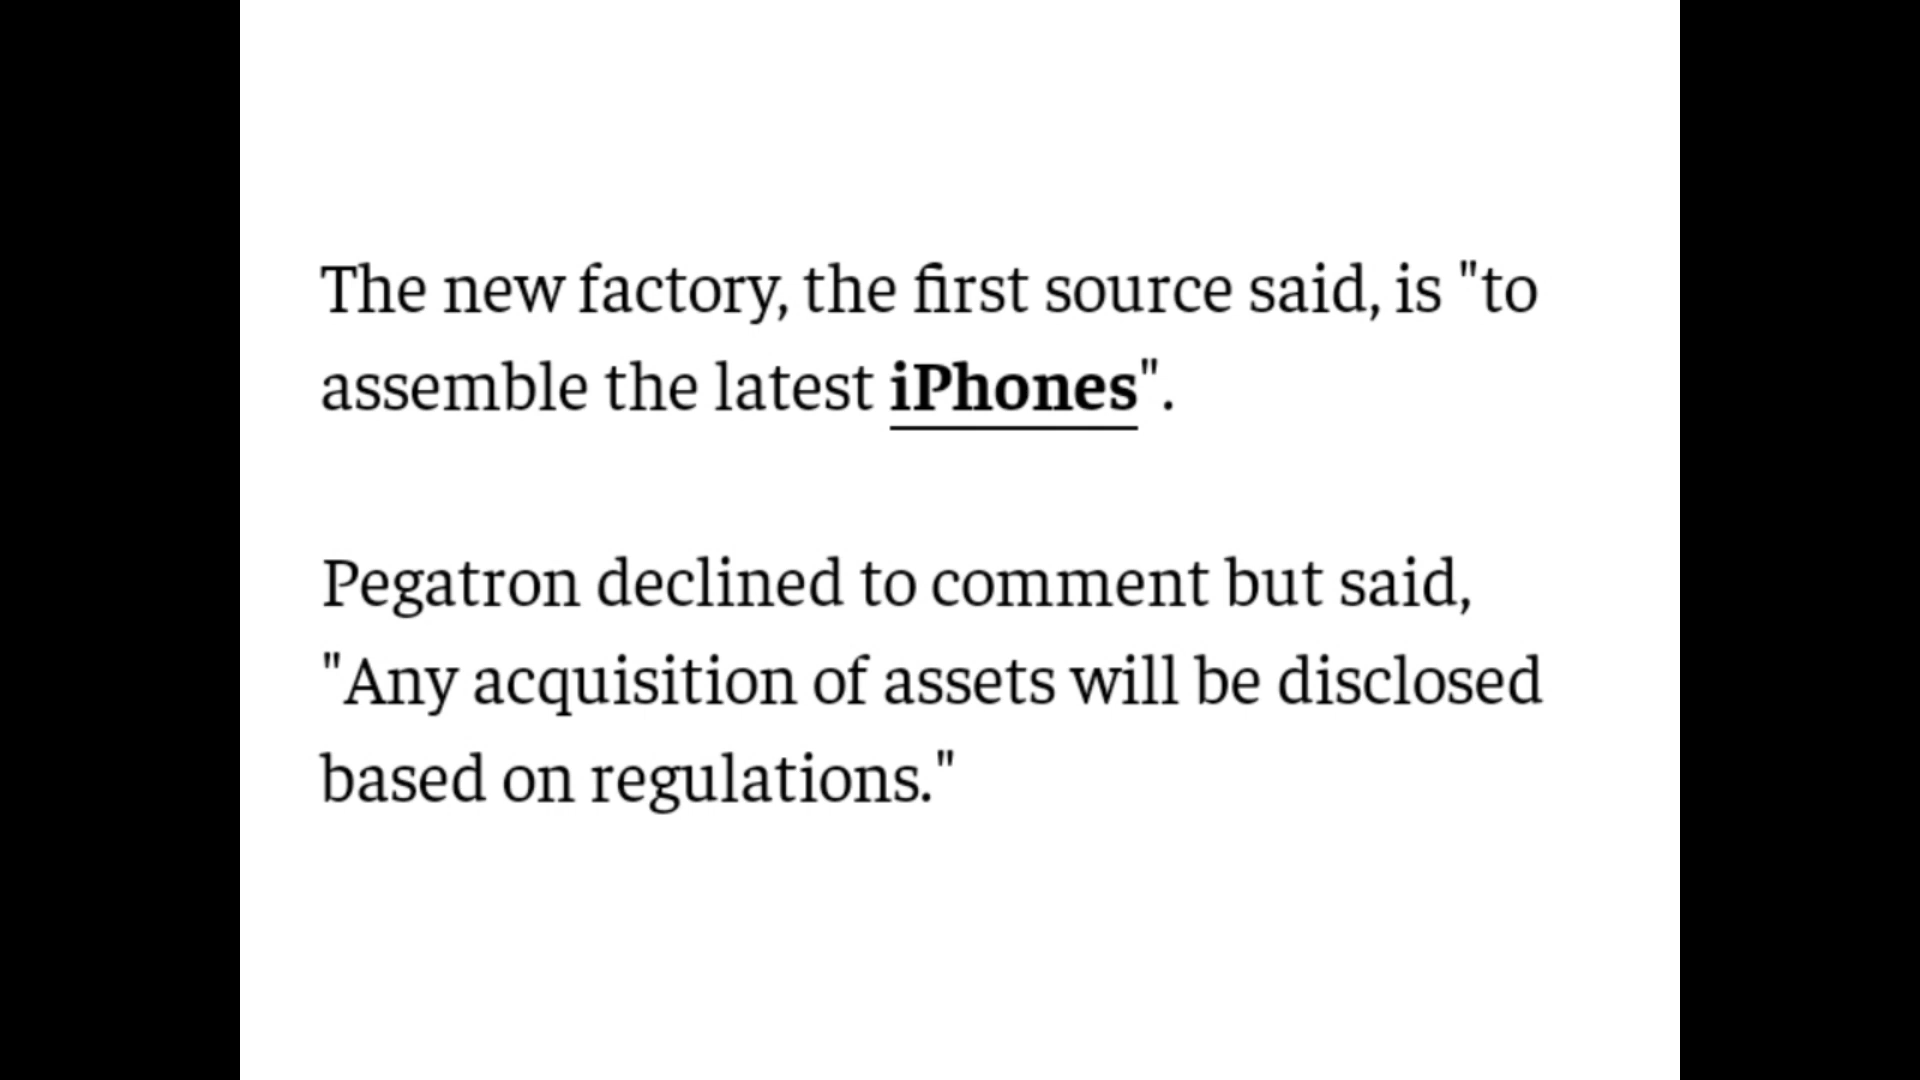 The new factory, the first source said, is "to
assemble the latest iPhones".
Pegatron declined to comment but said,
"Any acquisition of assets will be disclosed
based on regulations."